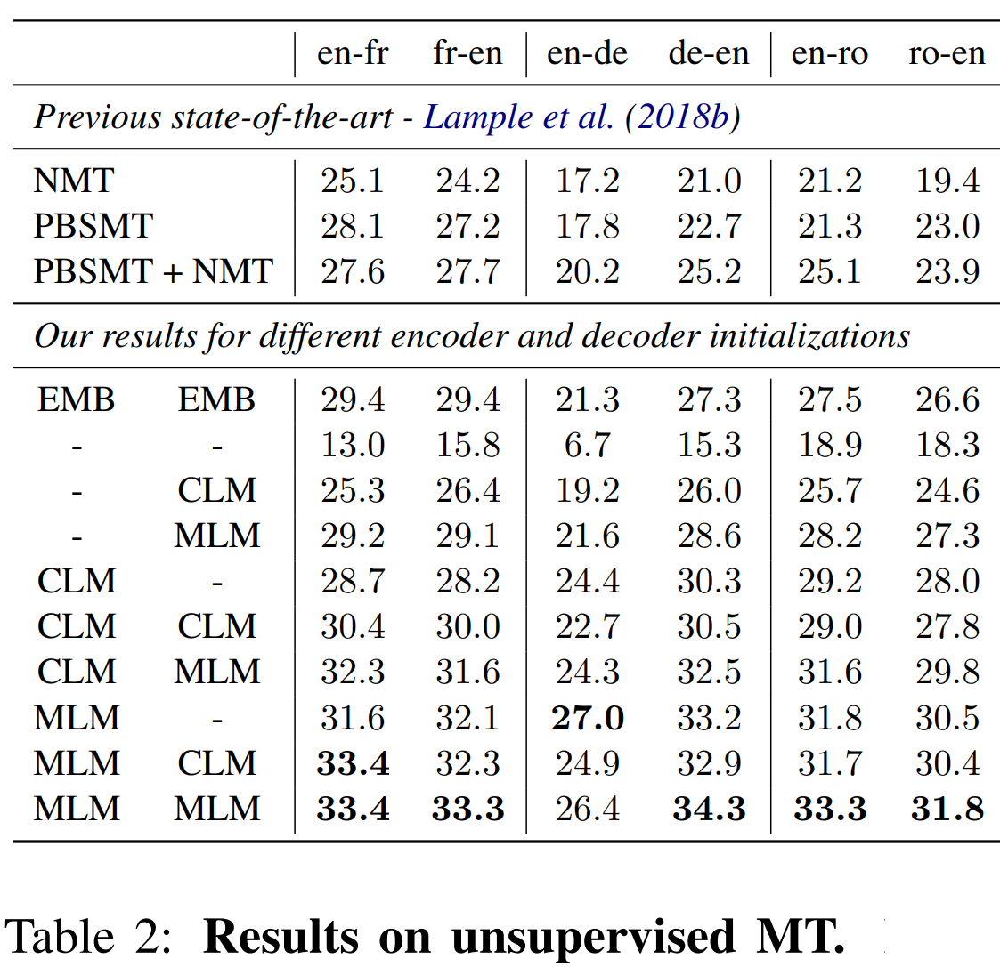 en-fr fr-en en-de de-en en-ro ro-en
Previous state-of-the-art - Lample et al. (2018b)
NMT 25.1 24.2 17.2 21.0 21.2 19.4
PBSMT 28.1 27.2 17.8 22.7 21.3 23.0
PBSMT + NMT 27.6 27.7 20.2 25.2 25.1 23.9
Our results for different encoder and decoder initializations
EMB EMB 29.4 29.4 21.3 27.3 27.5 26.6
- - 13.0 15.8 6.7 15.3 18.9 18.3
- CLM 25.3 26.4 19.2 26.0 25.7 24.6
- MLM 29.2 29.1 21.6 28.6 28.2 27.3
CLM - 28.7 28.2 24.4 30.3 29.2 28.0
CLM CLM 30.4 30.0 22.7 30.5 29.0 27.8
CLM MLM 32.3 31.6 24.3 32.5 31.6 29.8
MLM - 31.6 32.1 27.0 33.2 31.8 30.5
MLM CLM 33.4 32.3 24.9 32.9 31.7 30.4
MLM MLM 33.4 33.3 26.4 34.3 33.3 31.8
Table 2: Results on unsupervised MT.